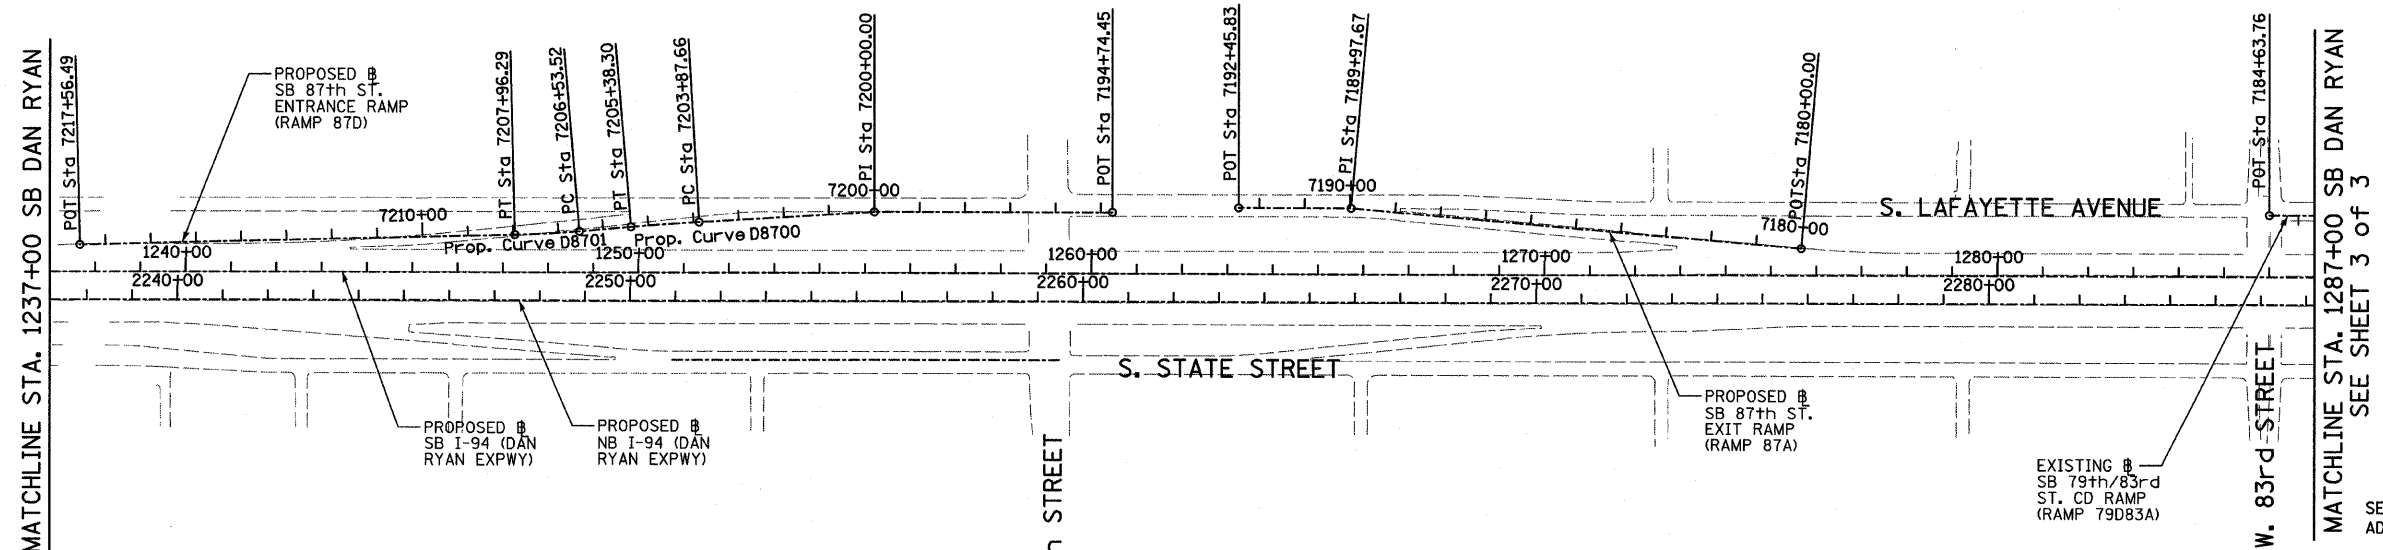 MATCHLINE STA. 1237+00 SB DAN RYAN
POT Sta 7217+56.49
PROPOSED BL
SB 87th ST.
ENTRANCE RAMP
(RAMP 87D)
PT Sta 7207+96.29
PC Sta 7206+53.52
PT Sta 7205+38.30
PC Sta 7203+87.66
PI Sta 7200+00.00
POT Sta 7194+74.45
POT Sta 7192+45.83
PI Sta 7189+97.67
POTSta 7180+00.00
POT Sta 7184+63.76
MATCHLINE STA. 1287+00 SB DAN RYAN
SEE SHEET 3 of 3
7210+00
7200+00
7190+00
7180+00
S. LAFAYETTE AVENUE
Prop. Curve D8701
Prop. Curve D8700
1240+00
1250+00
1260+00
1270+00
1280+00
2240+00
2250+00
2260+00
2270+00
2280+00
S. STATE STREET
PROPOSED BL
SB I-94 (DAN
RYAN EXPWY)
PROPOSED BL
NB I-94 (DAN
RYAN EXPWY)
STREET
PROPOSED BL
SB 87th ST.
EXIT RAMP
(RAMP 87A)
EXISTING BL
SB 79th/83rd
ST. CD RAMP
(RAMP 79D83A)
W. 83rd STREET